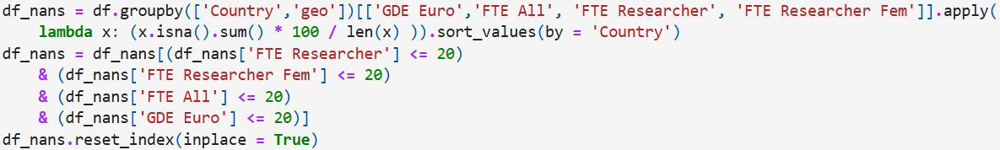 df_nans = df.groupby(['Country','geo'])[['GDE Euro','FTE All', 'FTE Researcher', 'FTE Researcher Fem']].apply(
    lambda x: (x.isna().sum() * 100 / len(x) )).sort_values(by = 'Country')
df_nans = df_nans[(df_nans['FTE Researcher'] <= 20)
    & (df_nans['FTE Researcher Fem'] <= 20)
    & (df_nans['FTE All'] <= 20)
    & (df_nans['GDE Euro'] <= 20)]
df_nans.reset_index(inplace = True)